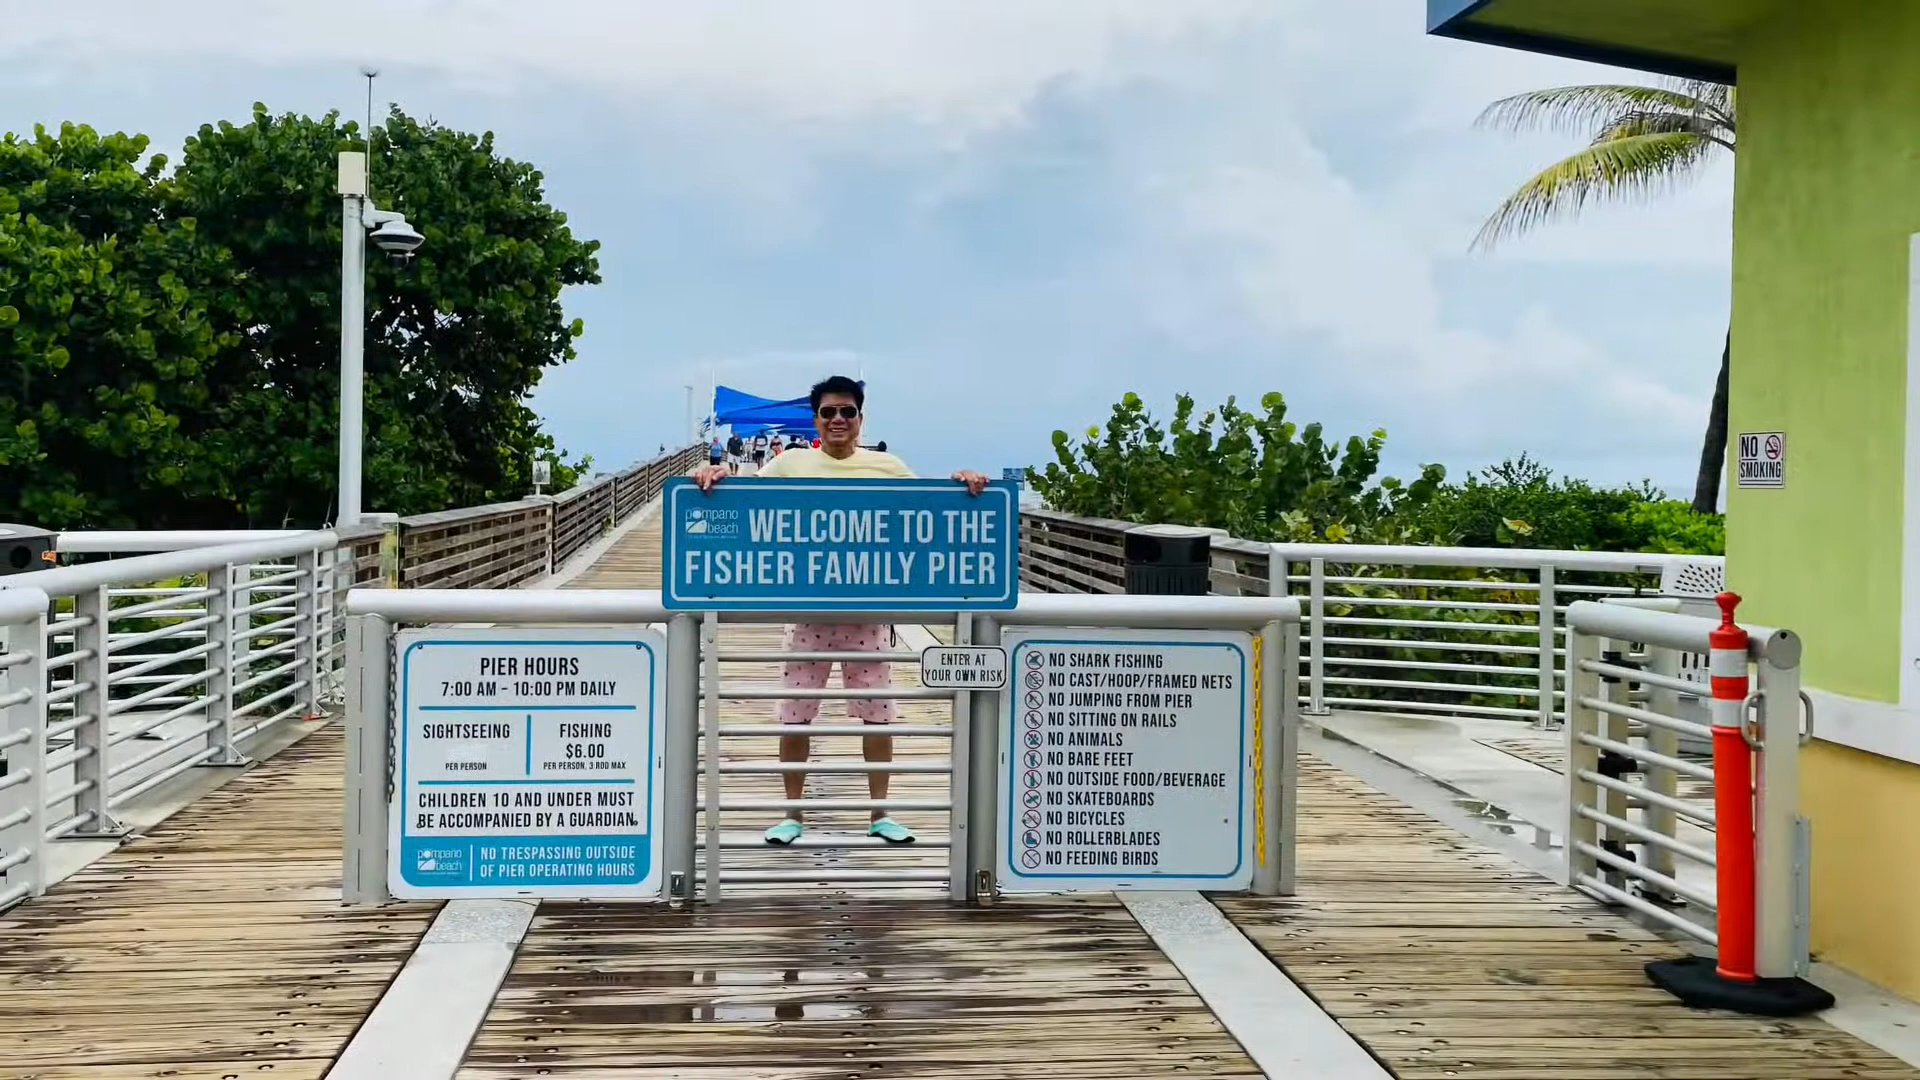 pompano
beach
WELCOME TO THE
FISHER FAMILY PIER
NO
SMOKING
PIER HOURS
7:00 AM - 10:00 PM DAILY
SIGHTSEEING
PER PERSON
FISHING
$6.00
PER PERSON, 3 ROD MAX
CHILDREN 10 AND UNDER MUST
BE ACCOMPANIED BY A GUARDIAN.
pompano
beach
NO TRESPASSING OUTSIDE
OF PIER OPERATING HOURS
ENTER AT
YOUR OWN RISK
NO SHARK FISHING
NO CAST/HOOP/FRAMED NETS
NO JUMPING FROM PIER
NO SITTING ON RAILS
NO ANIMALS
NO BARE FEET
NO OUTSIDE FOOD/BEVERAGE
NO SKATEBOARDS
NO BICYCLES
NO ROLLERBLADES
NO FEEDING BIRDS